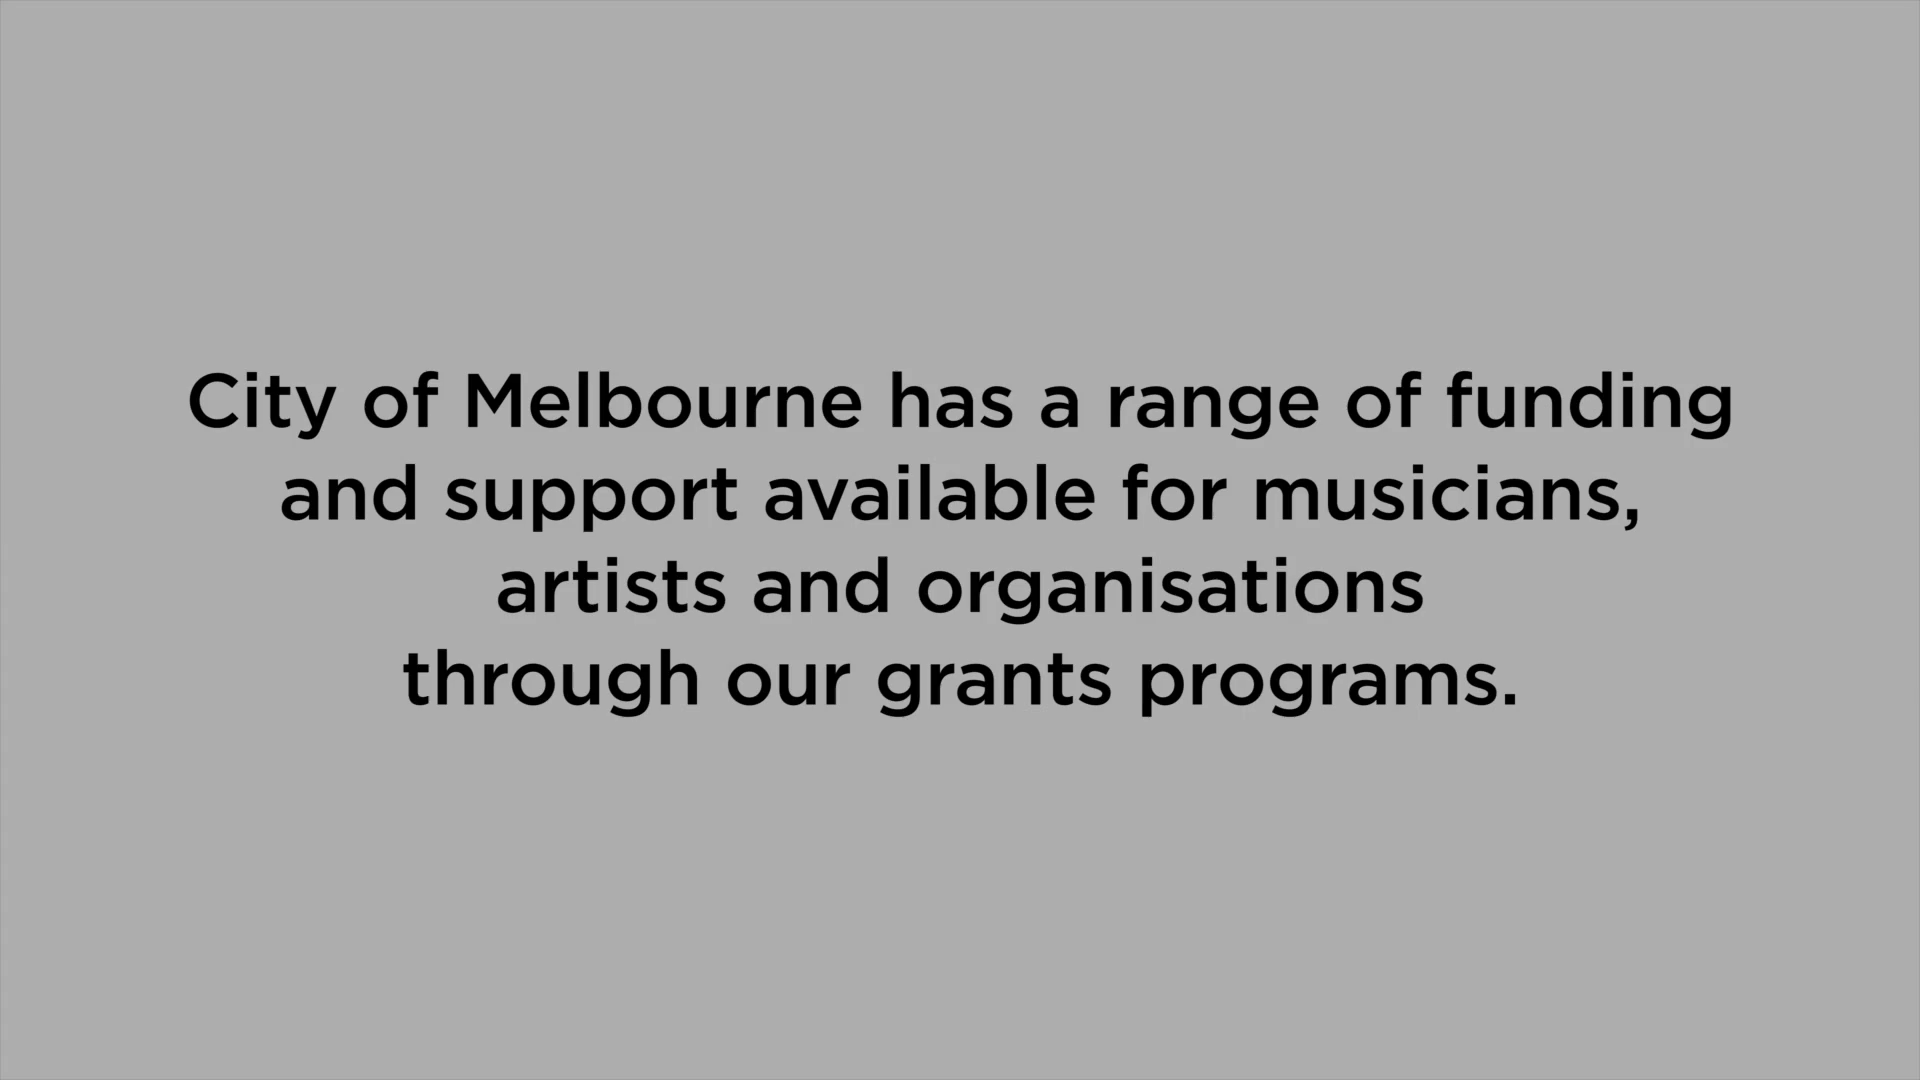 City of Melbourne has a range of funding
and support available for musicians,
artists and organisations
through our grants programs.